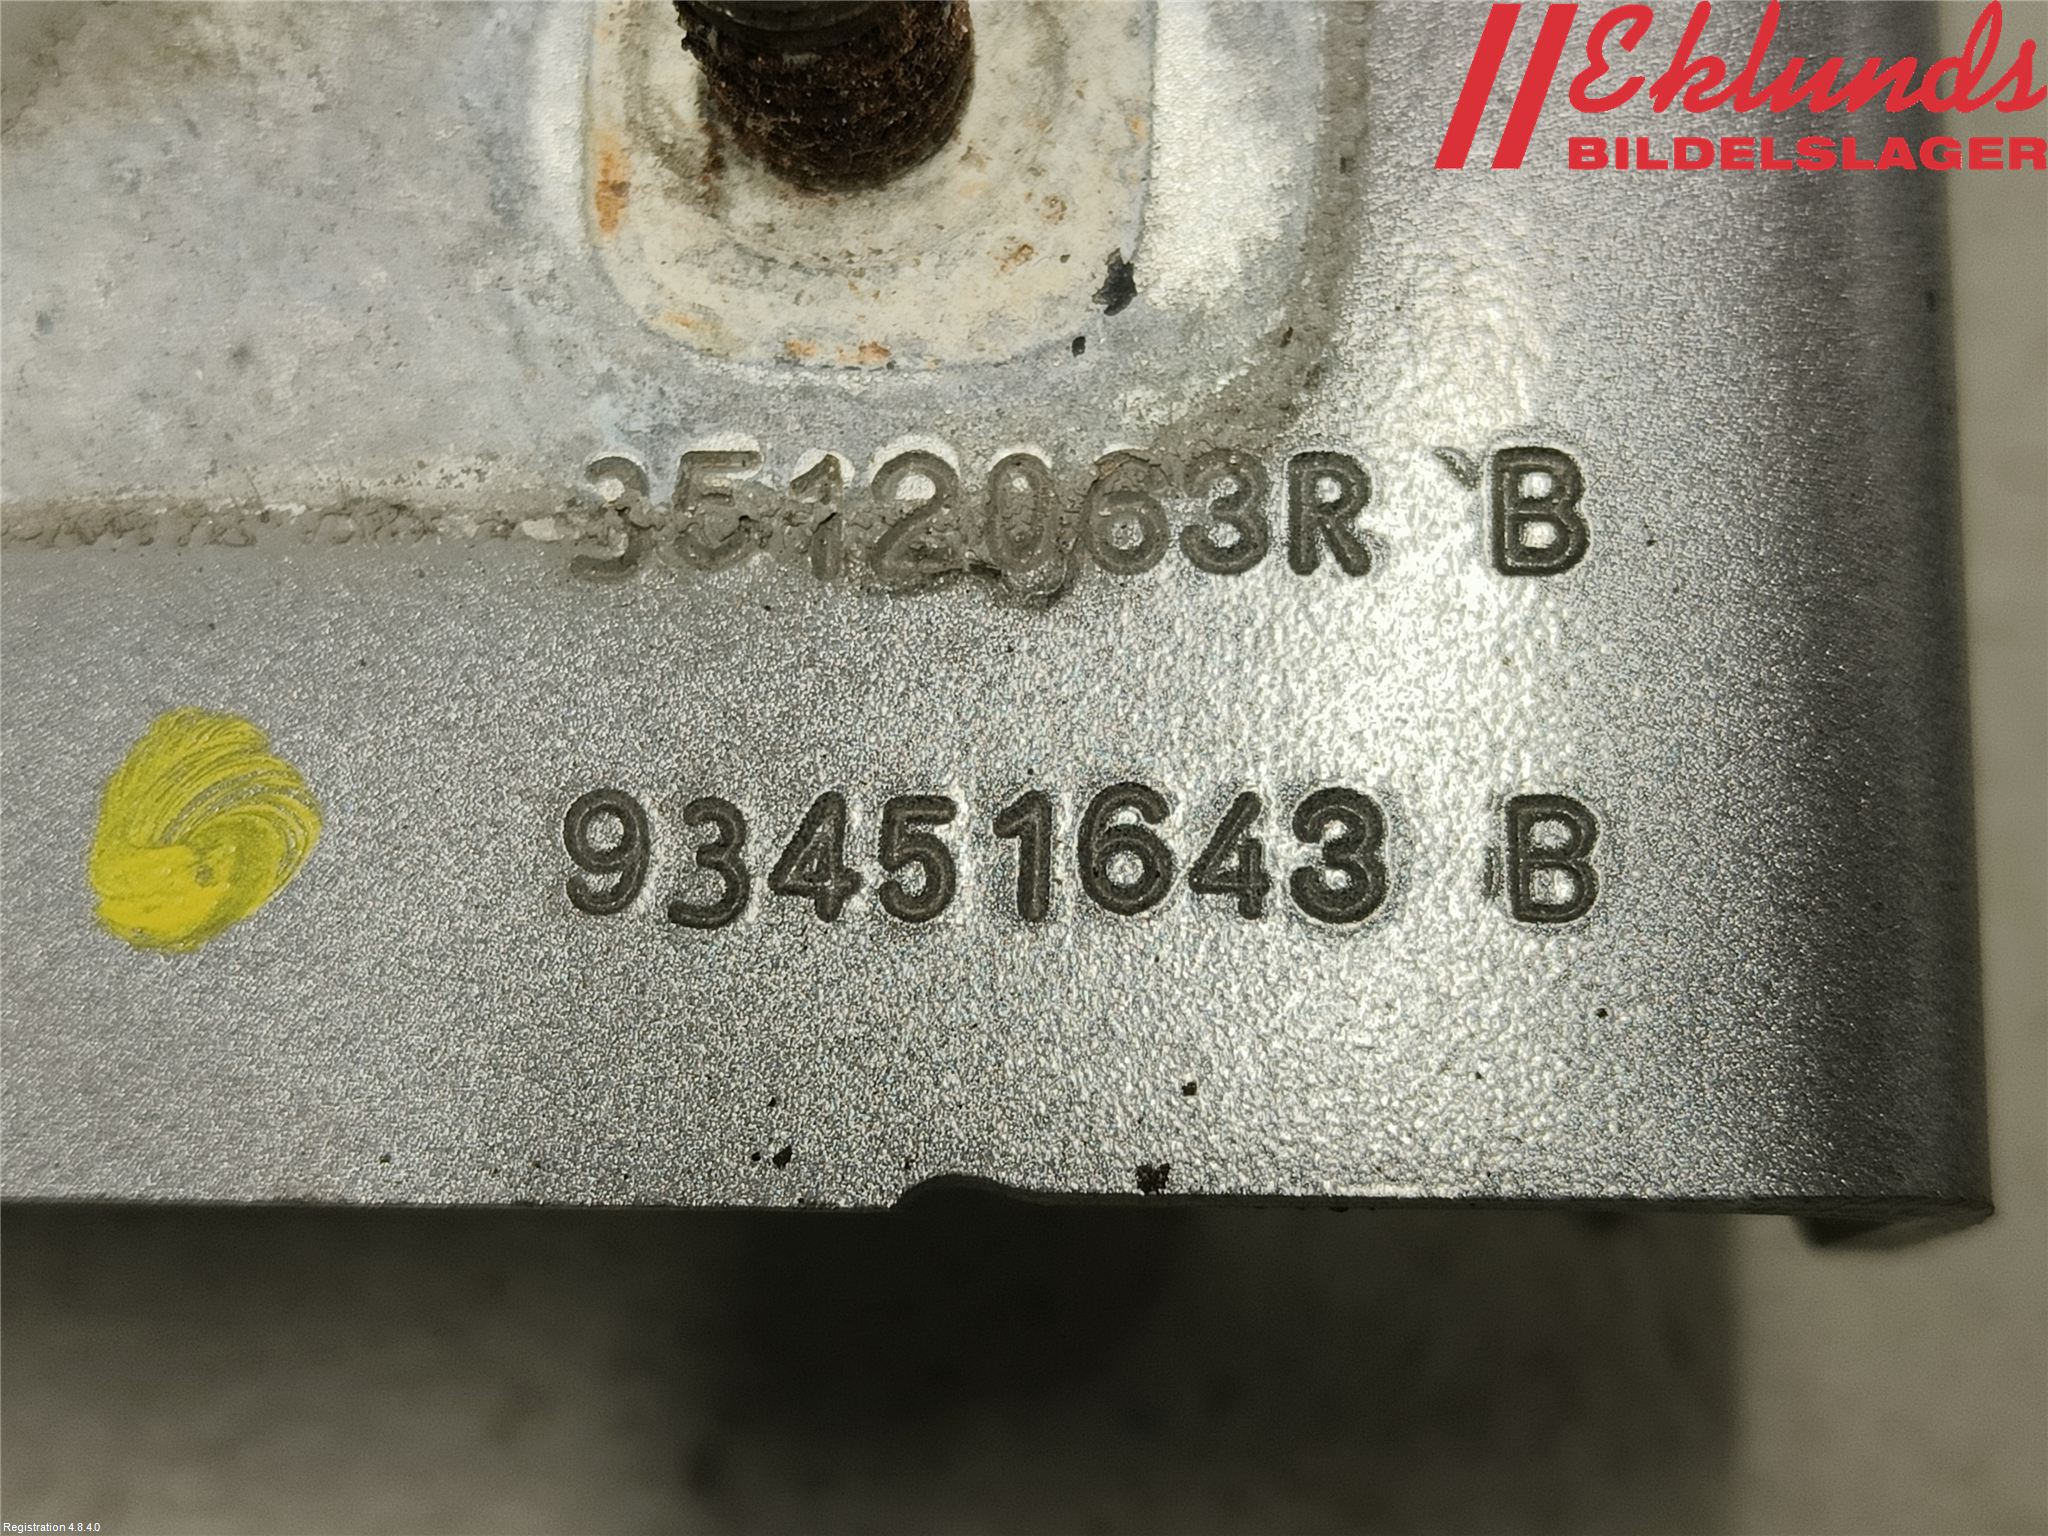 Eklunds
BILDELSLAGER
3512063R B
93451643 B
Registration 4.8.4.0